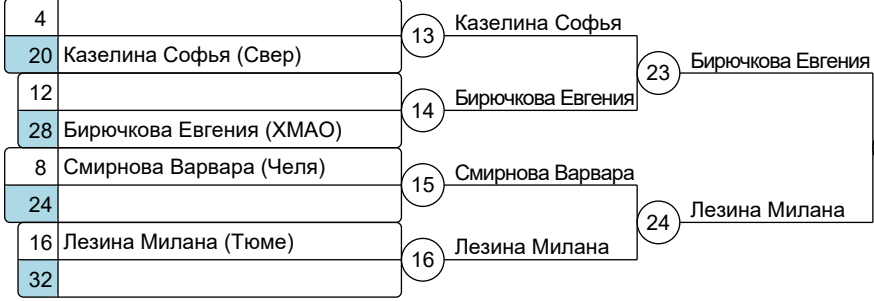 4
20 Казелина Софья (Свер)
12
28 Бирючкова Евгения (ХМАО)
8 Смирнова Варвара (Челя)
24
16 Лезина Милана (Тюме)
32
13 Казелина Софья
14 Бирючкова Евгения
15 Смирнова Варвара
16 Лезина Милана
23 Бирючкова Евгения
24 Лезина Милана